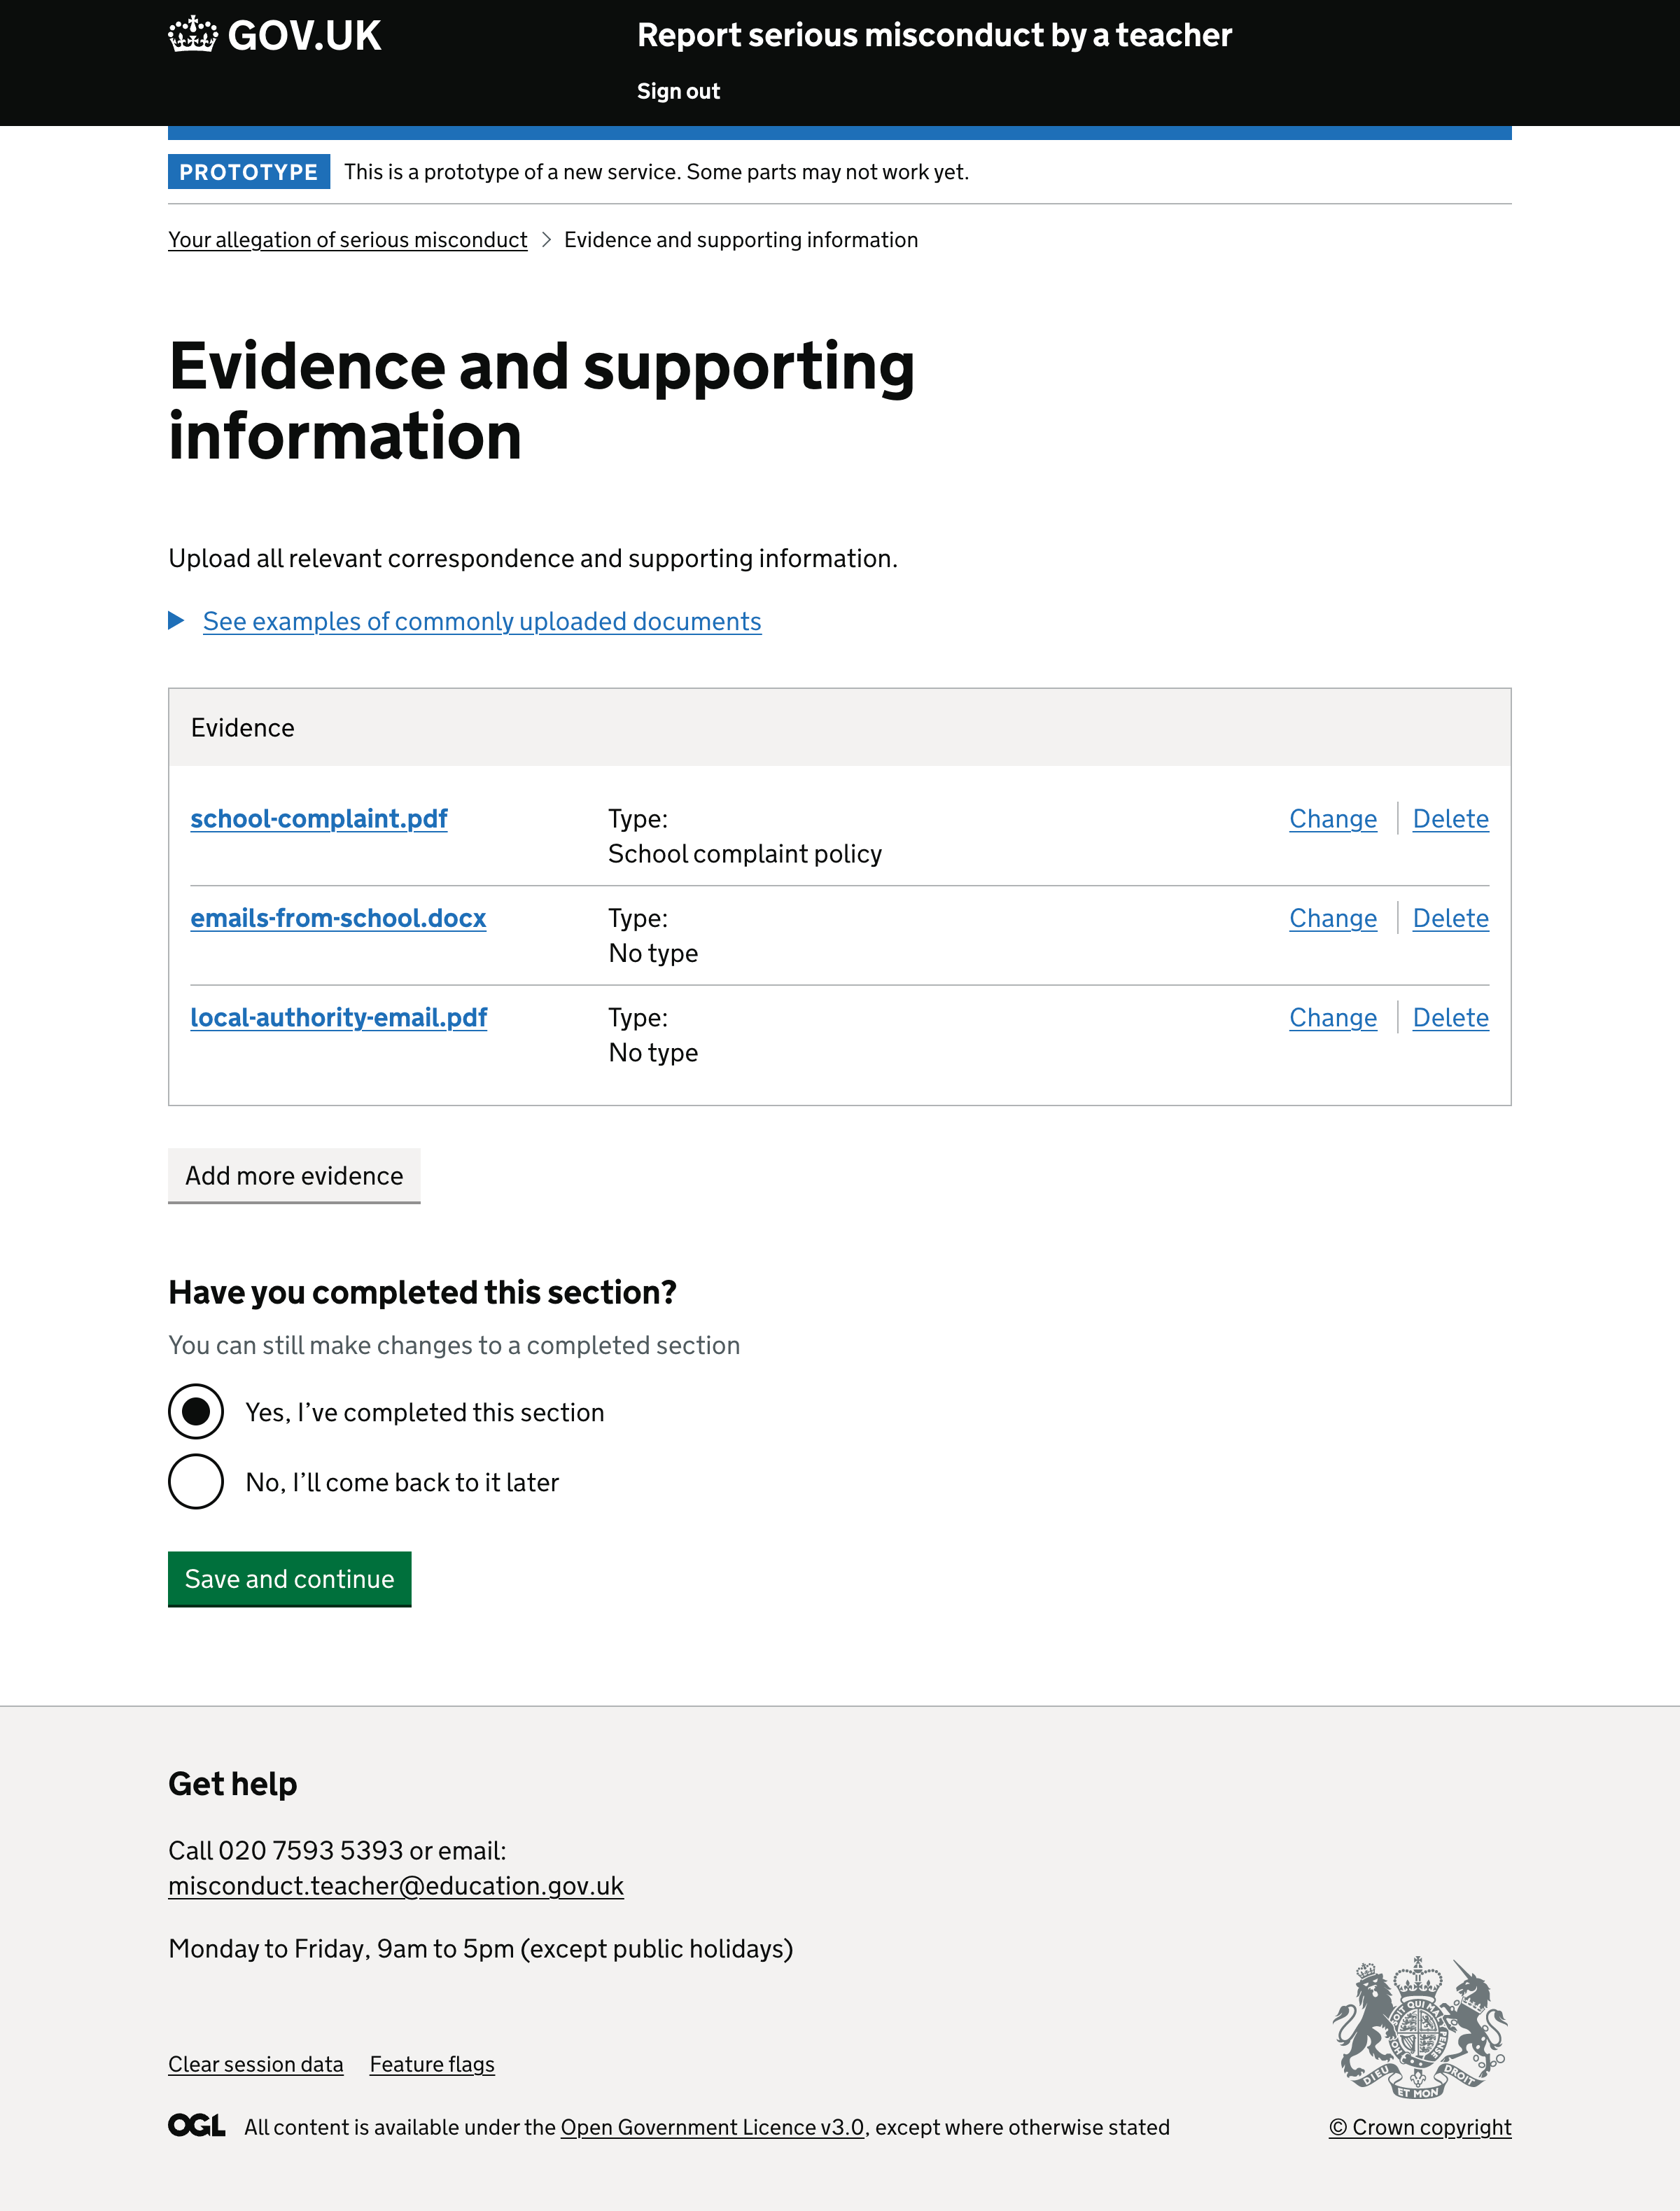 GOV.UK
Report serious misconduct by a teacher
Sign out
PROTOTYPE This is a prototype of a new service. Some parts may not work yet.
Your allegation of serious misconduct > Evidence and supporting information
Evidence and supporting
information
Upload all relevant correspondence and supporting information.
See examples of commonly uploaded documents
Evidence
school-complaint.pdf Type: Change Delete
School complaint policy
emails-from-school.docx Type: Change Delete
No type
local-authority-email.pdf Type: Change Delete
No type
Add more evidence
Have you completed this section?
You can still make changes to a completed section
Yes, I’ve completed this section
No, I’ll come back to it later
Save and continue
Get help
Call 020 7593 5393 or email:
misconduct.teacher@education.gov.uk
Monday to Friday, 9am to 5pm (except public holidays)
Clear session data Feature flags
DIEU ET MON DROIT
OGL All content is available under the Open Government Licence v3.0, except where otherwise stated
© Crown copyright